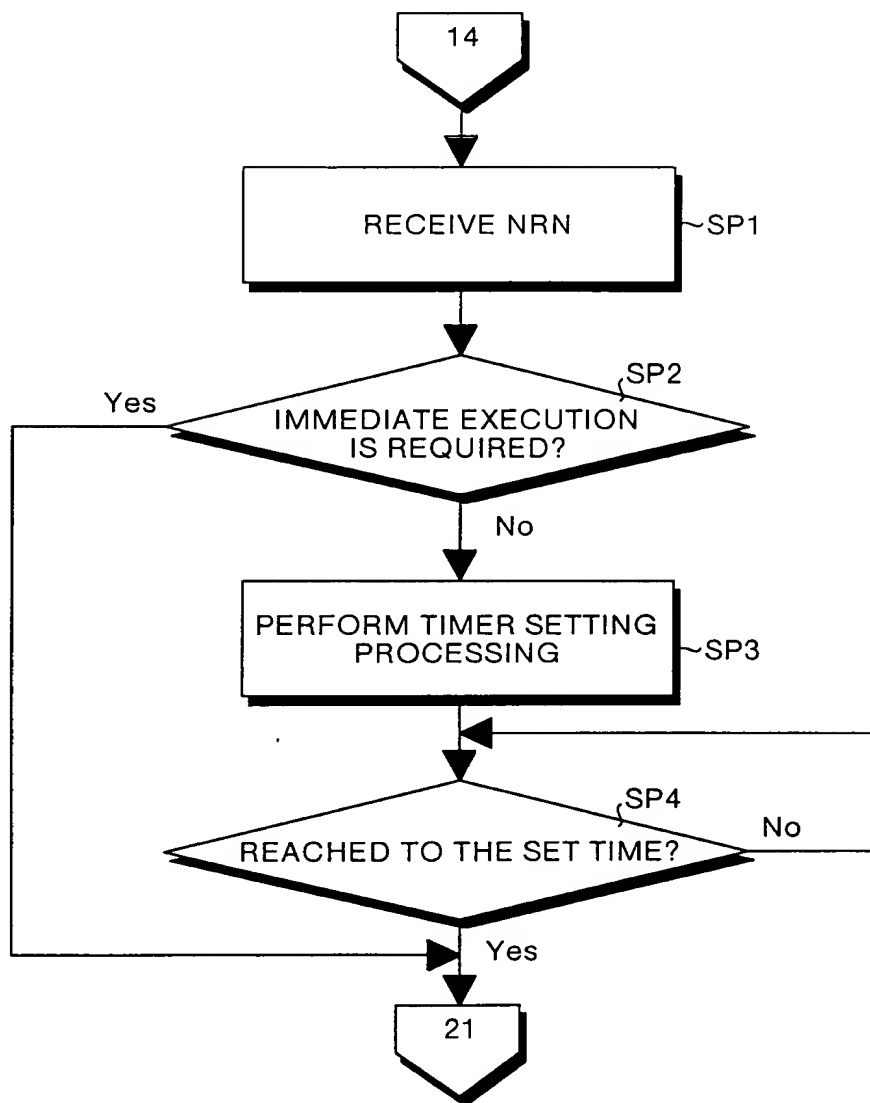 14
RECEIVE NRN
SP1
SP2
Yes
IMMEDIATE EXECUTION
IS REQUIRED?
No
PERFORM TIMER SETTING
PROCESSING
SP3
SP4
No
REACHED TO THE SET TIME?
Yes
21